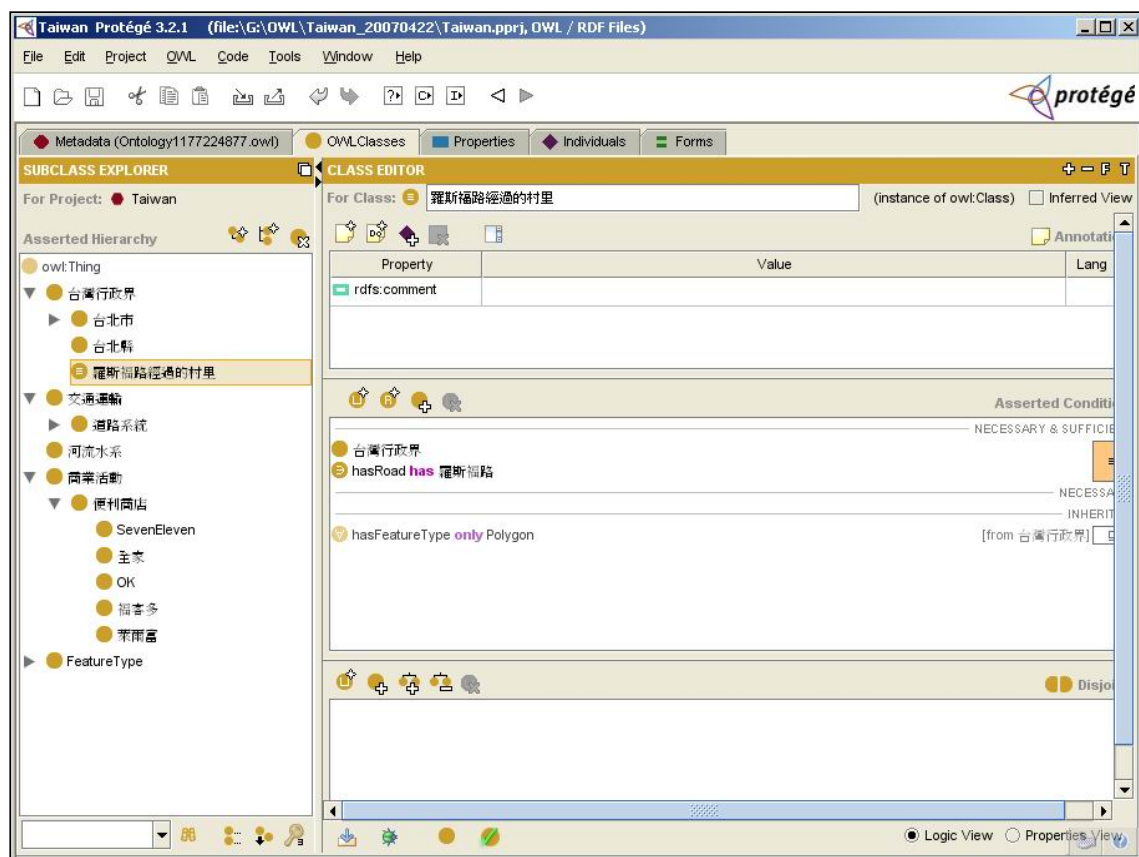 Taiwan Protégé 3.2.1 (file:\G:\OWL\Taiwan_20070422\Taiwan.pprj, OWL / RDF Files)
File Edit Project OWL Code Tools Window Help
protégé
Metadata (Ontology1177224877.owl) OWLClasses Properties Individuals Forms
SUBCLASS EXPLORER
CLASS EDITOR
For Project: Taiwan
For Class: 羅斯福路經過的村里 (instance of owl:Class) Inferred View
Asserted Hierarchy
Annotati
Property Value Lang
rdfs:comment
owl:Thing
台灣行政界
台北市
台北縣
羅斯福路經過的村里
交通運輸
道路系統
河流水系
商業活動
便利商店
SevenEleven
全家
OK
福客多
萊爾富
FeatureType
Asserted Conditi
NECESSARY & SUFFICIE
台灣行政界
hasRoad has 羅斯福路
NECESSA
INHERIT
hasFeatureType only Polygon [from 台灣行政界]
Disjoi
Logic View Properties View